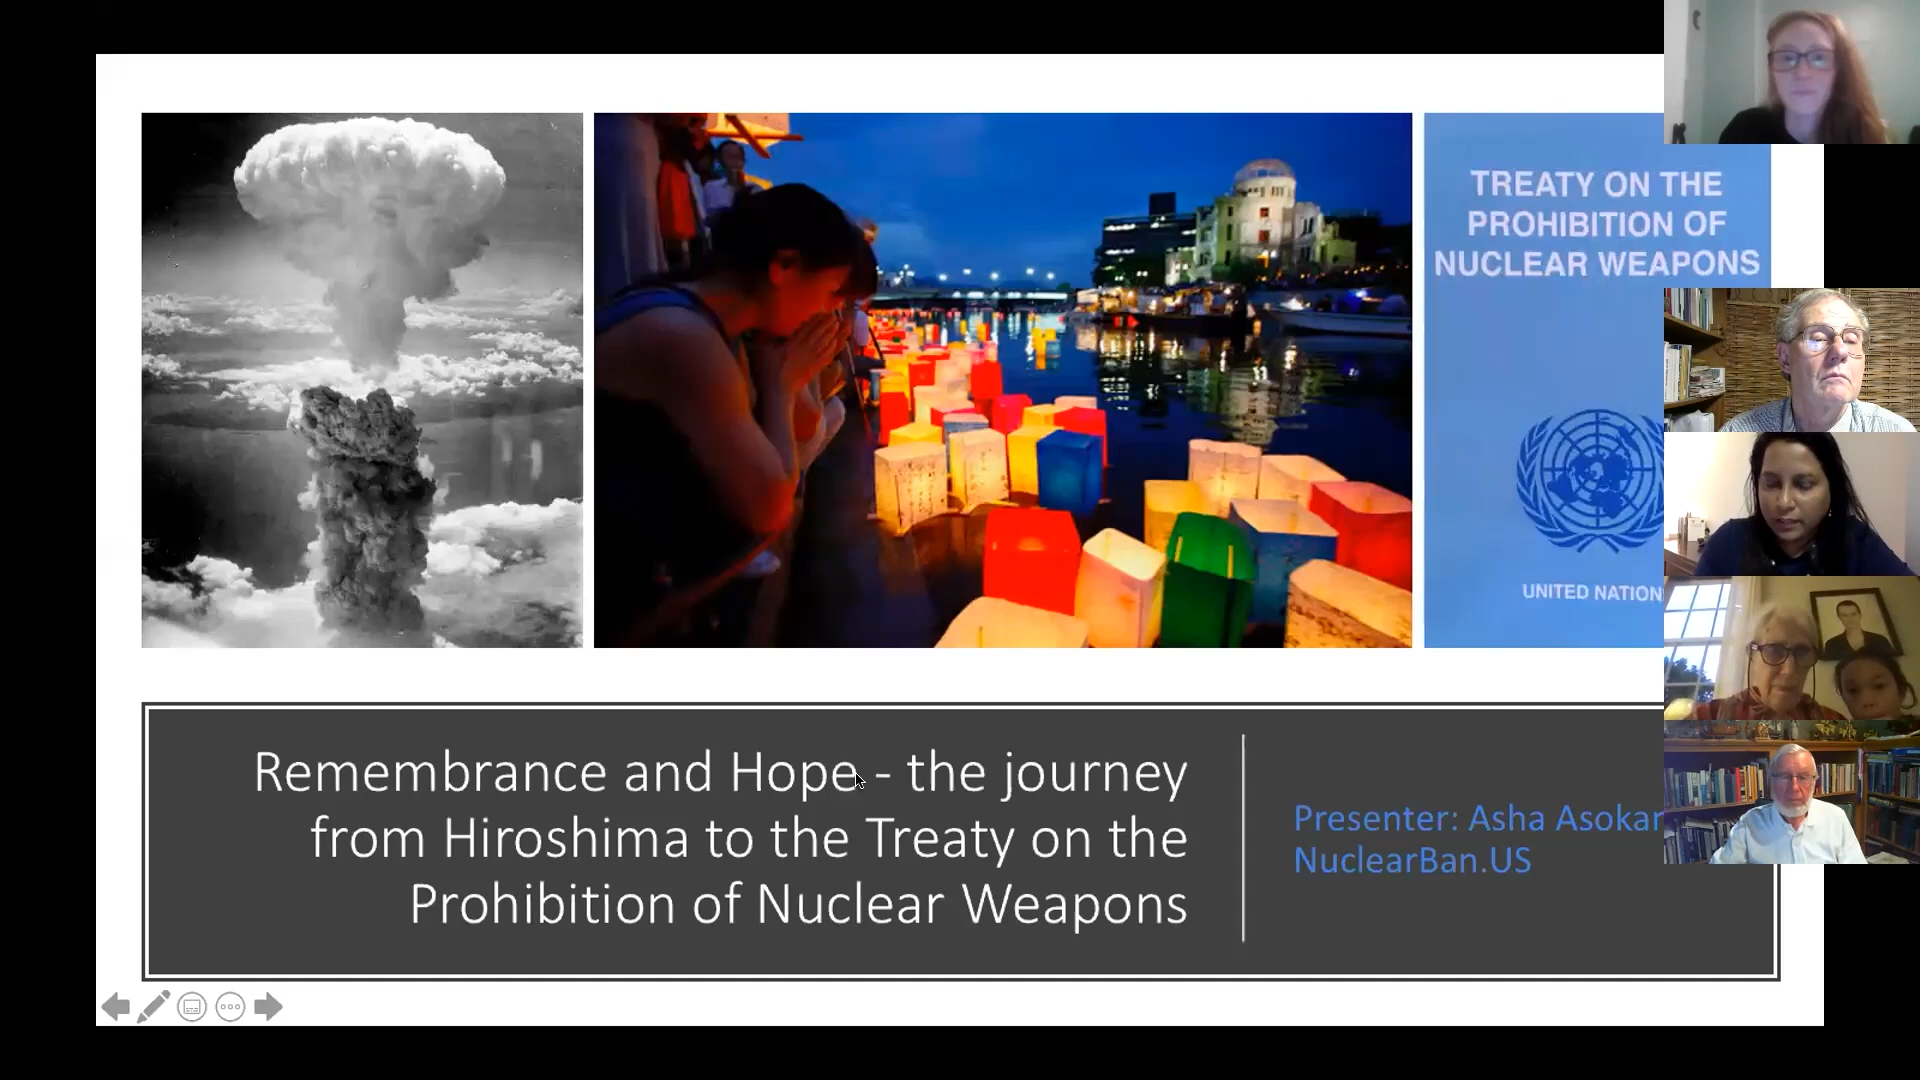 TREATY ON THE
PROHIBITION OF
NUCLEAR WEAPONS
UNITED NATION
Remembrance and Hope - the journey
from Hiroshima to the Treaty on the
Prohibition of Nuclear Weapons
Presenter: Asha Asokan
NuclearBan.US